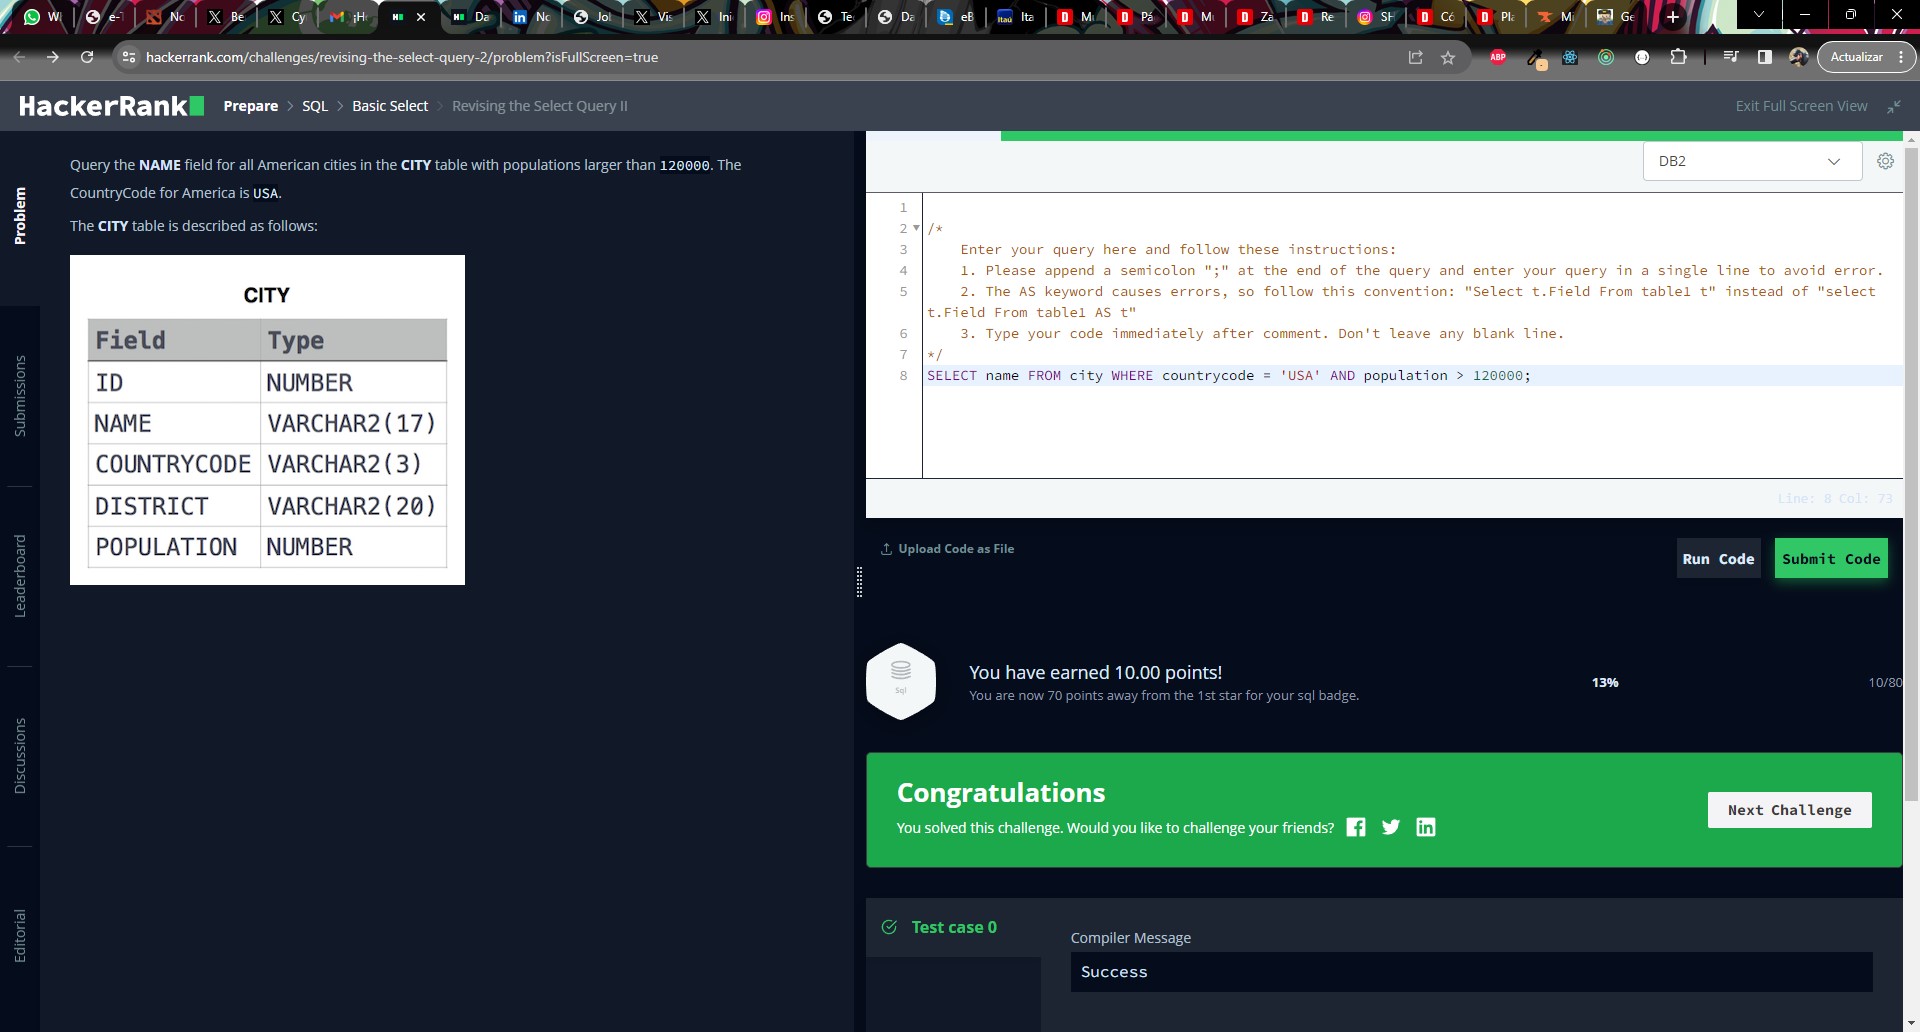 Wl
e-T
Nc
Be
Cy
¡H
Da
Nc
Jol
Vis
Ini
Ins
Te
Da
eB
Itaú
Ita
M
Pá
M
Za
Re
SH
Có
Pla
Mi
Ge
hackerrank.com/challenges/revising-the-select-query-2/problem?isFullScreen=true
ABP
Actualizar
HackerRank
Prepare > SQL > Basic Select > Revising the Select Query II
Exit Full Screen View
Problem
Submissions
Leaderboard
Discussions
Editorial
Query the NAME field for all American cities in the CITY table with populations larger than 120000. The
CountryCode for America is USA.
The CITY table is described as follows:
CITY
Field Type
ID NUMBER
NAME VARCHAR2(17)
COUNTRYCODE VARCHAR2(3)
DISTRICT VARCHAR2(20)
POPULATION NUMBER
DB2
1
2 /*
3 Enter your query here and follow these instructions:
4 1. Please append a semicolon ";" at the end of the query and enter your query in a single line to avoid error.
5 2. The AS keyword causes errors, so follow this convention: "Select t.Field From table1 t" instead of "select
t.Field From table1 AS t"
6 3. Type your code immediately after comment. Don't leave any blank line.
7 */
8 SELECT name FROM city WHERE countrycode = 'USA' AND population > 120000;
Line: 8 Col: 73
Upload Code as File
Run Code
Submit Code
Sql
You have earned 10.00 points!
You are now 70 points away from the 1st star for your sql badge.
13%
10/80
Congratulations
You solved this challenge. Would you like to challenge your friends?
Next Challenge
Test case 0
Compiler Message
Success